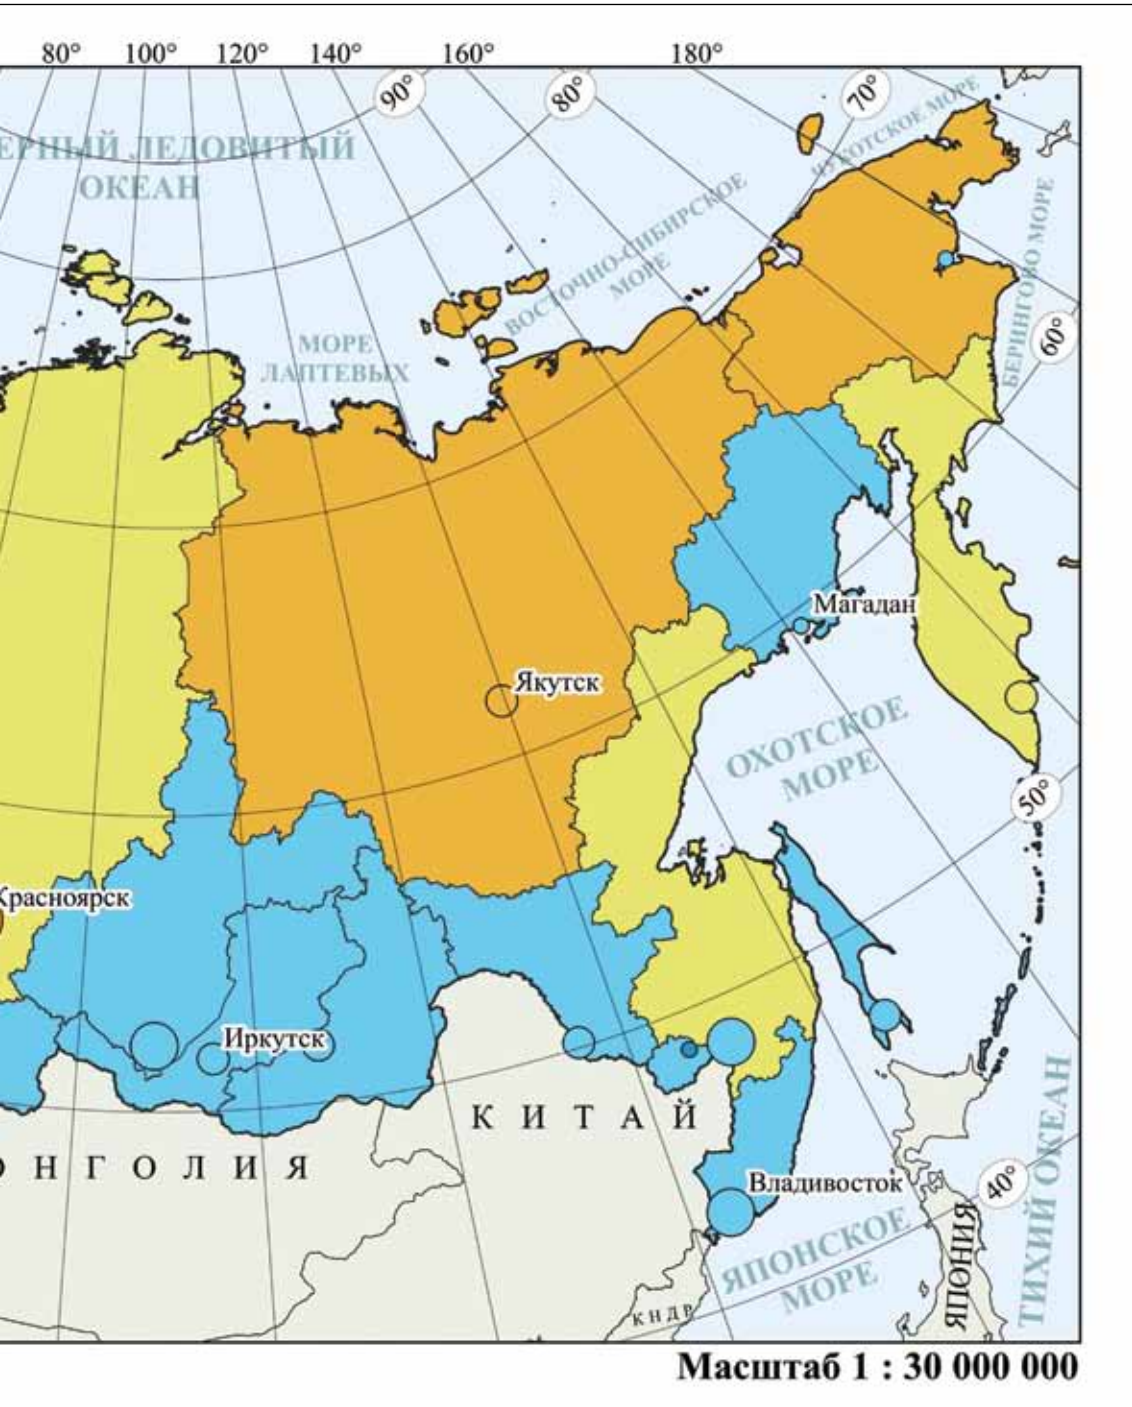 80° 100° 120° 140° 160° 180°
90° 80° 70°
ЕРНЫЙ ЛЕДОВИТЫЙ
ОКЕАН
ЧУКОТСКОЕ МОРЕ
ВОСТОЧНО-СИБИРСКОЕ
МОРЕ
БЕРИНГОВО МОРЕ
МОРЕ
ЛАПТЕВЫХ
60°
Магадан
Якутск
ОХОТСКОЕ
МОРЕ
50°
Красноярск
Иркутск
КИТАЙ
ОНГОЛИЯ
Владивосток
40°
ЯПОНСКОЕ
МОРЕ
ЯПОНИЯ
ТИХИЙ ОКЕАН
КНДР
Масштаб 1 : 30 000 000